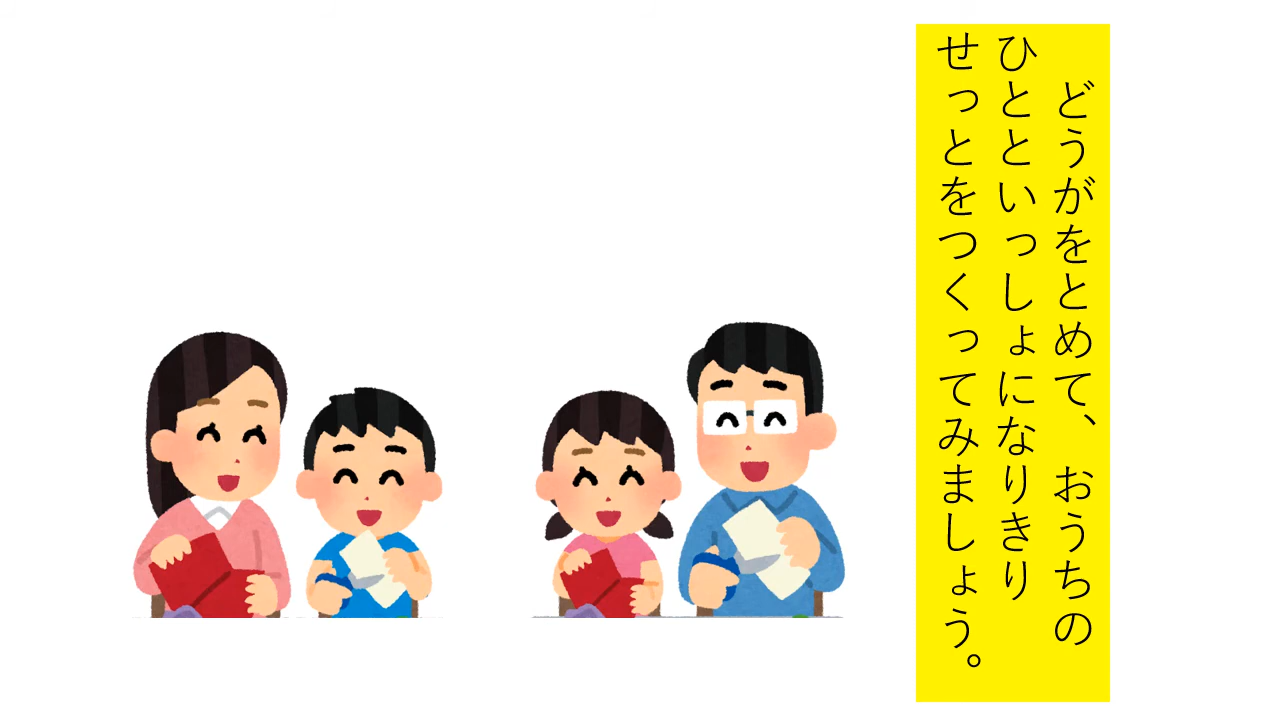 どうがをとめて、おうちの
ひとといっしょになりきり
せっとをつくってみましょう。